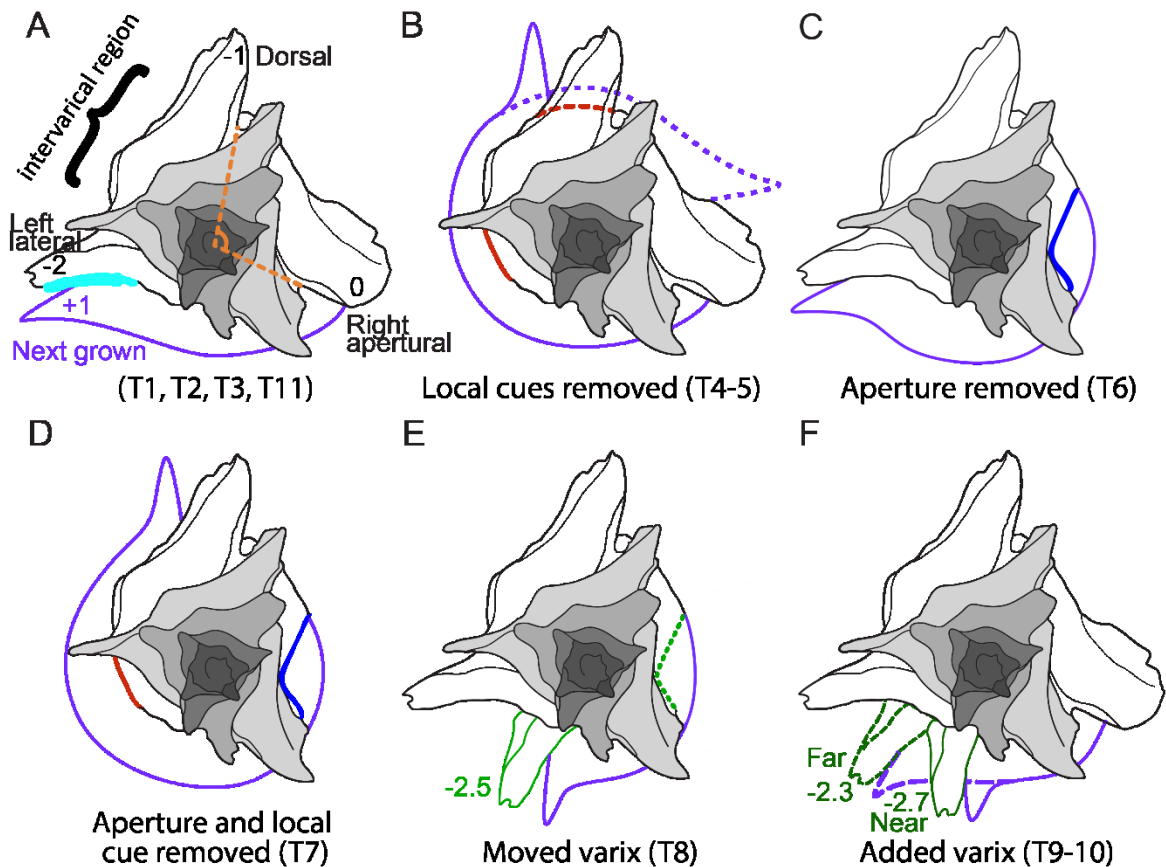 A
intervarical region
-1 Dorsal
Left
lateral
-2
0
+1
Next grown
Right
apertural
(T1, T2, T3, T11)
B
Local cues removed (T4-5)
C
Aperture removed (T6)
D
Aperture and local
cue removed (T7)
E
-2.5
Moved varix (T8)
F
Far
-2.3
-2.7
Near
Added varix (T9-10)